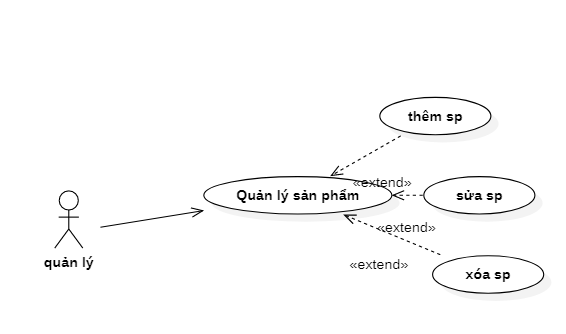 thêm sp
«extend»
Quản lý sản phẩm
sửa sp
«extend»
quản lý
«extend»
xóa sp